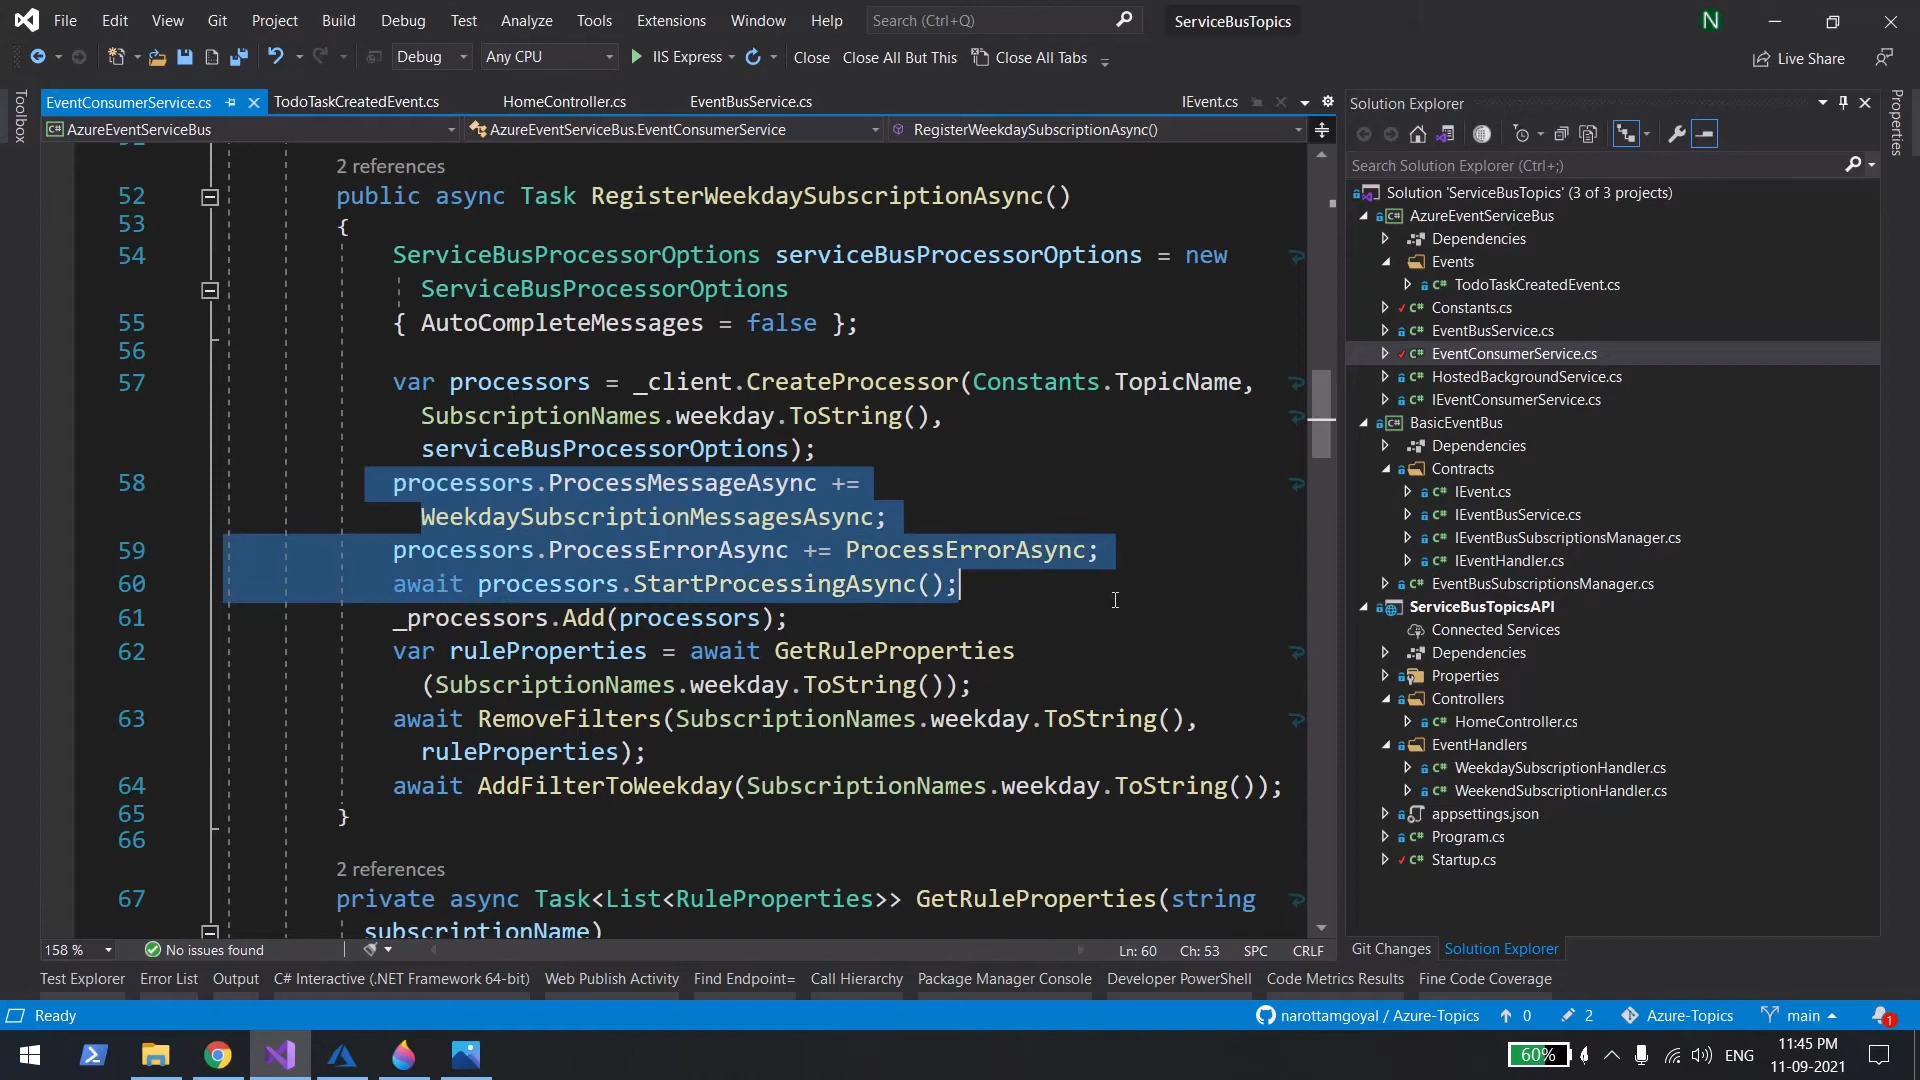 File Edit View Git Project Build Debug Test Analyze Tools Extensions Window Help Search (Ctrl+Q) ServiceBusTopics N
Debug Any CPU IIS Express Close Close All But This Close All Tabs Live Share
Toolbox
EventConsumerService.cs TodoTaskCreatedEvent.cs HomeController.cs EventBusService.cs IEvent.cs
AzureEventServiceBus AzureEventServiceBus.EventConsumerService RegisterWeekdaySubscriptionAsync()
2 references
52 public async Task RegisterWeekdaySubscriptionAsync()
53 {
54 ServiceBusProcessorOptions serviceBusProcessorOptions = new
ServiceBusProcessorOptions
55 { AutoCompleteMessages = false };
56
57 var processors = _client.CreateProcessor(Constants.TopicName,
SubscriptionNames.weekday.ToString(),
serviceBusProcessorOptions);
58 processors.ProcessMessageAsync +=
WeekdaySubscriptionMessagesAsync;
59 processors.ProcessErrorAsync += ProcessErrorAsync;
60 await processors.StartProcessingAsync();
61 _processors.Add(processors);
62 var ruleProperties = await GetRuleProperties
(SubscriptionNames.weekday.ToString());
63 await RemoveFilters(SubscriptionNames.weekday.ToString(),
ruleProperties);
64 await AddFilterToWeekday(SubscriptionNames.weekday.ToString());
65 }
66
2 references
67 private async Task<List<RuleProperties>> GetRuleProperties(string
subscriptionName)
158 % No issues found Ln: 60 Ch: 53 SPC CRLF
Solution Explorer
Search Solution Explorer (Ctrl+;)
Solution 'ServiceBusTopics' (3 of 3 projects)
AzureEventServiceBus
Dependencies
Events
TodoTaskCreatedEvent.cs
Constants.cs
EventBusService.cs
EventConsumerService.cs
HostedBackgroundService.cs
IEventConsumerService.cs
BasicEventBus
Dependencies
Contracts
IEvent.cs
IEventBusService.cs
IEventBusSubscriptionsManager.cs
IEventHandler.cs
EventBusSubscriptionsManager.cs
ServiceBusTopicsAPI
Connected Services
Dependencies
Properties
Controllers
HomeController.cs
EventHandlers
WeekdaySubscriptionHandler.cs
WeekendSubscriptionHandler.cs
appsettings.json
Program.cs
Startup.cs
Git Changes Solution Explorer
Properties
Test Explorer Error List Output C# Interactive (.NET Framework 64-bit) Web Publish Activity Find Endpoint= Call Hierarchy Package Manager Console Developer PowerShell Code Metrics Results Fine Code Coverage
Ready narottamgoyal / Azure-Topics 0 2 Azure-Topics main 1
60% ENG 11:45 PM
11-09-2021